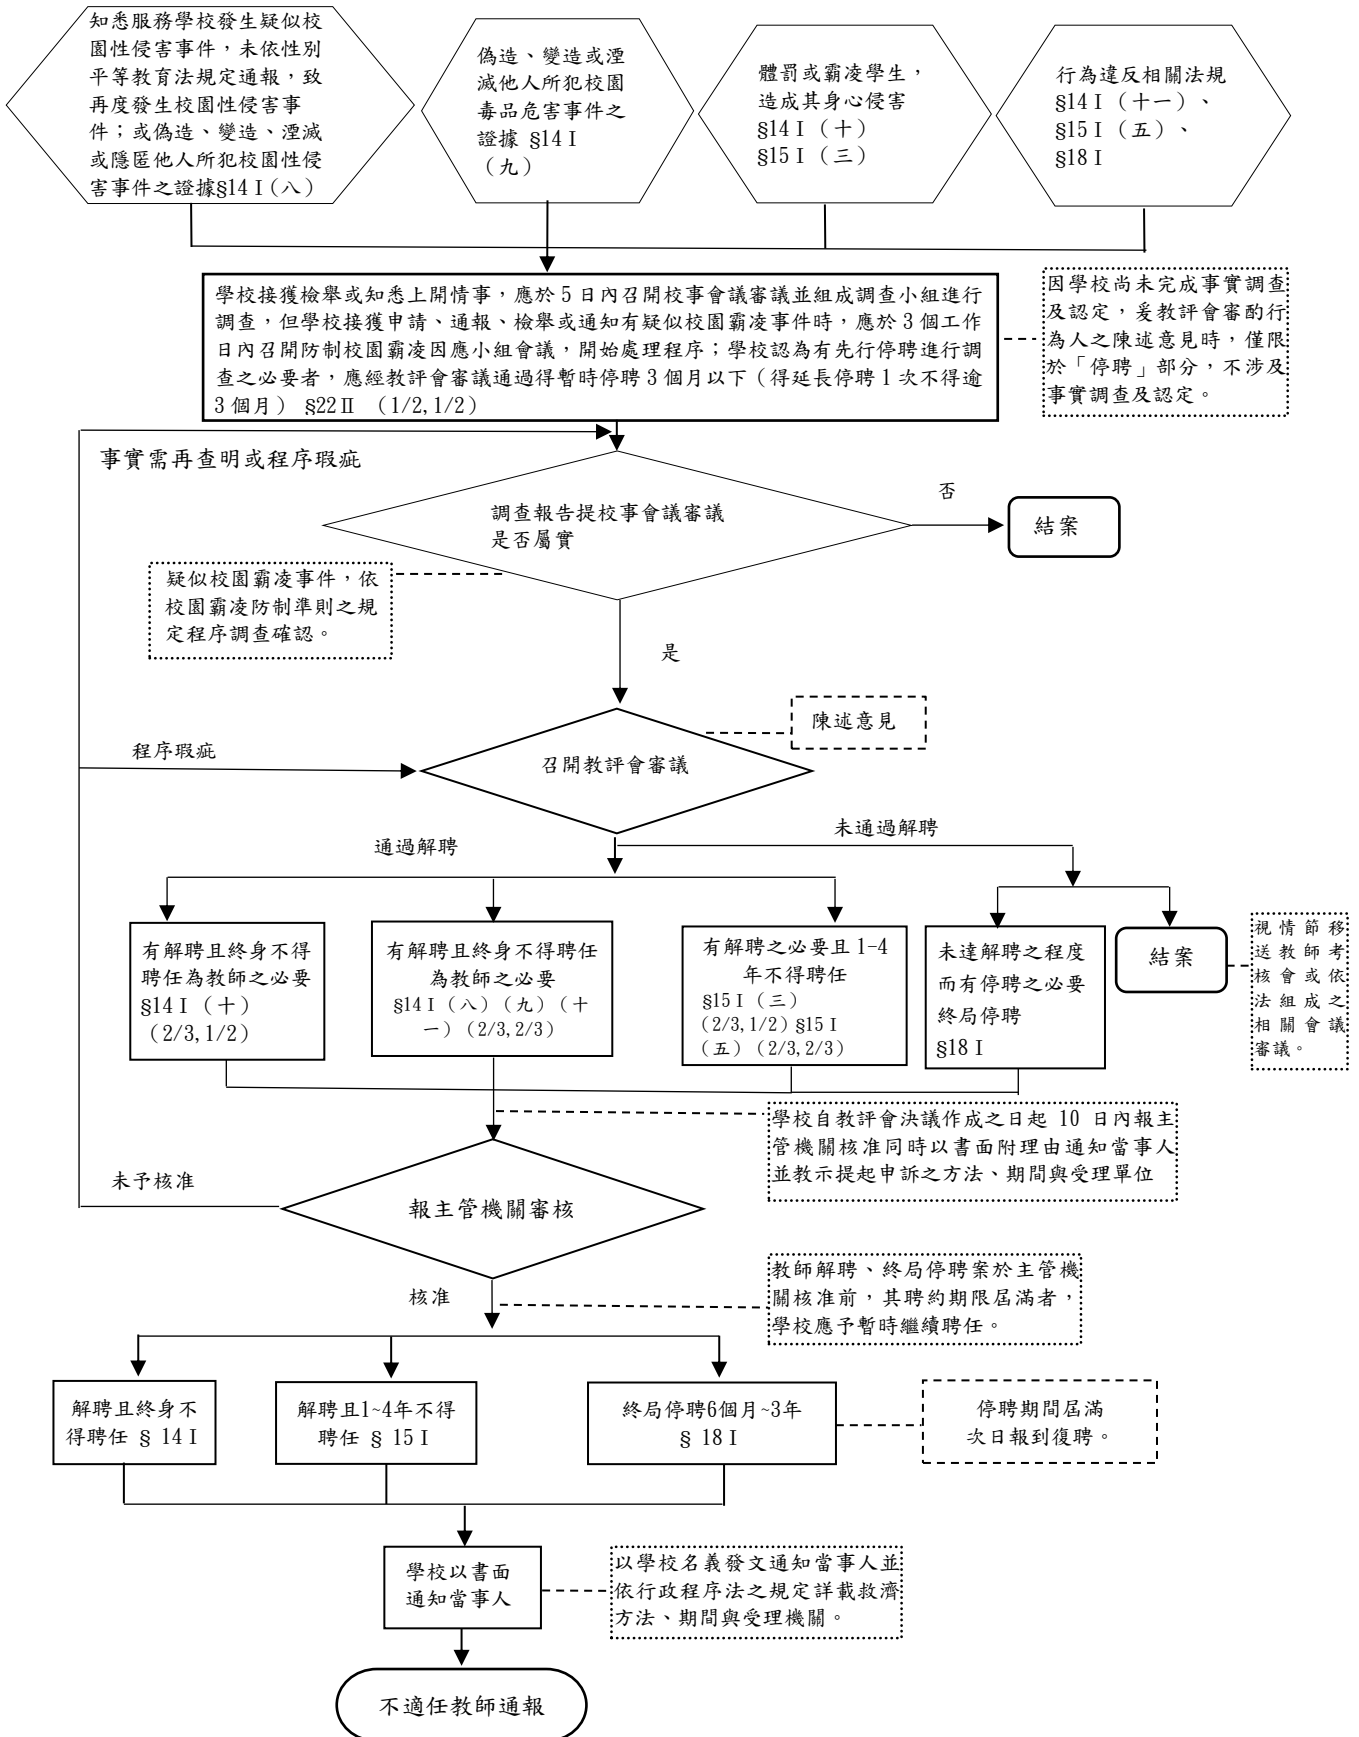 知悉服務學校發生疑似校
園性侵害事件，未依性別
平等教育法規定通報，致
再度發生校園性侵害事
件；或偽造、變造、湮滅
或隱匿他人所犯校園性侵
害事件之證據§14Ⅰ(八)
偽造、變造或湮
滅他人所犯校園
毒品危害事件之
證據 §14Ⅰ
（九）
體罰或霸凌學生，
造成其身心侵害
§14Ⅰ（十）
§15Ⅰ（三）
行為違反相關法規
§14Ⅰ（十一）、
§15Ⅰ（五）、
§18Ⅰ
學校接獲檢舉或知悉上開情事，應於 5 日內召開校事會議審議並組成調查小組進行
調查，但學校接獲申請、通報、檢舉或通知有疑似校園霸凌事件時，應於 3 個工作
日內召開防制校園霸凌因應小組會議，開始處理程序；學校認為有先行停聘進行調
查之必要者，應經教評會審議通過得暫時停聘 3 個月以下（得延長停聘 1 次不得逾
3 個月） §22Ⅱ （1/2,1/2）
因學校尚未完成事實調查
及認定，爰教評會審酌行
為人之陳述意見時，僅限
於「停聘」部分，不涉及
事實調查及認定。
事實需再查明或程序瑕疵
調查報告提校事會議審議
是否屬實
否
結案
疑似校園霸凌事件，依
校園霸凌防制準則之規
定程序調查確認。
是
陳述意見
程序瑕疵
召開教評會審議
通過解聘
未通過解聘
有解聘且終身不得
聘任為教師之必要
§14Ⅰ（十）
（2/3,1/2）
有解聘且終身不得聘任
為教師之必要
§14Ⅰ（八）（九）（十
一）（2/3,2/3）
有解聘之必要且 1-4
年不得聘任
§15Ⅰ（三）
（2/3,1/2）§15Ⅰ
（五）（2/3,2/3）
未達解聘之程度
而有停聘之必要
終局停聘
§18Ⅰ
結案
視情節移
送教師考
核會或依
法組成之
相關會議
審議。
學校自教評會決議作成之日起 10 日內報主
管機關核准同時以書面附理由通知當事人
並教示提起申訴之方法、期間與受理單位
未予核准
報主管機關審核
核准
教師解聘、終局停聘案於主管機
關核准前，其聘約期限屆滿者，
學校應予暫時繼續聘任。
解聘且終身不
得聘任 § 14Ⅰ
解聘且1~4年不得
聘任 § 15Ⅰ
終局停聘6個月~3年
§ 18Ⅰ
停聘期間屆滿
次日報到復聘。
學校以書面
通知當事人
以學校名義發文通知當事人並
依行政程序法之規定詳載救濟
方法、期間與受理機關。
不適任教師通報